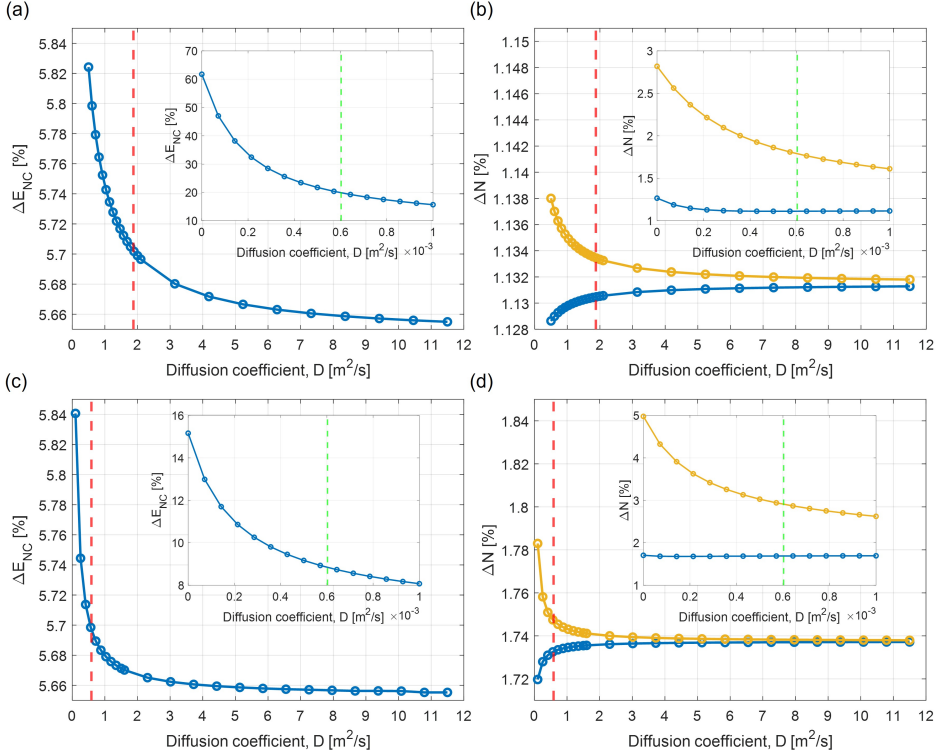 (a)
5.84
5.82
5.8
5.78
5.76
5.74
5.72
5.7
5.68
5.66
ΔE_NC [%]
0 1 2 3 4 5 6 7 8 9 10 11 12
Diffusion coefficient, D [m²/s]
70
60
50
40
30
20
10
ΔE_NC [%]
0 0.2 0.4 0.6 0.8 1
Diffusion coefficient, D [m²/s] ×10⁻³
(b)
1.15
1.148
1.146
1.144
1.142
1.14
1.138
1.136
1.134
1.132
1.130
1.128
ΔN [%]
0 1 2 3 4 5 6 7 8 9 10 11 12
Diffusion coefficient, D [m²/s]
3
2.5
2
1.5
1
ΔN [%]
0 0.2 0.4 0.6 0.8 1
Diffusion coefficient, D [m²/s] ×10⁻³
(c)
5.84
5.82
5.8
5.78
5.76
5.74
5.72
5.7
5.68
5.66
ΔE_NC [%]
0 1 2 3 4 5 6 7 8 9 10 11 12
Diffusion coefficient, D [m²/s]
16
14
12
10
8
ΔE_NC [%]
0 0.2 0.4 0.6 0.8 1
Diffusion coefficient, D [m²/s] ×10⁻³
(d)
1.84
1.82
1.8
1.78
1.76
1.74
1.72
ΔN [%]
0 1 2 3 4 5 6 7 8 9 10 11 12
Diffusion coefficient, D [m²/s]
5
4
3
2
1
ΔN [%]
0 0.2 0.4 0.6 0.8 1
Diffusion coefficient, D [m²/s] ×10⁻³